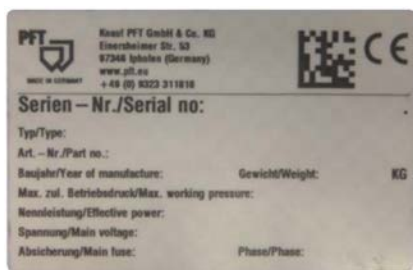 PFT
MADE IN GERMANY
Knauf PFT GmbH & Co. KG
Einersheimer Str. 53
97346 Iphofen (Germany)
www.pft.eu
+49 (0) 9323 311818
CE
Serien – Nr./Serial no:
Typ/Type:
Art. – Nr./Part no.:
Baujahr/Year of manufacture: Gewicht/Weight: KG
Max. zul. Betriebsdruck/Max. working pressure:
Nennleistung/Effective power:
Spannung/Main voltage:
Absicherung/Main fuse: Phase/Phase: